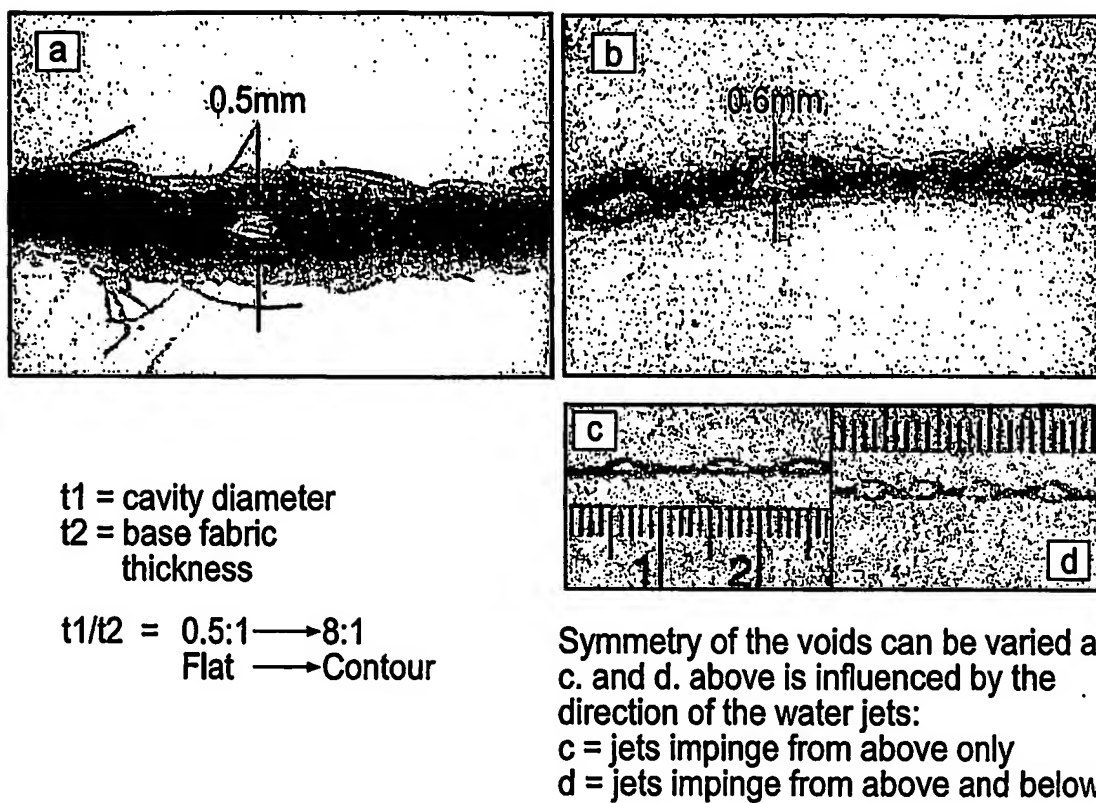 a
0.5mm
b
0.6mm
c
1
2
d
t1 = cavity diameter
t2 = base fabric
thickness
t1/t2 = 0.5:1→8:1
Flat →Contour
Symmetry of the voids can be varied a
c. and d. above is influenced by the
direction of the water jets:
c = jets impinge from above only
d = jets impinge from above and below